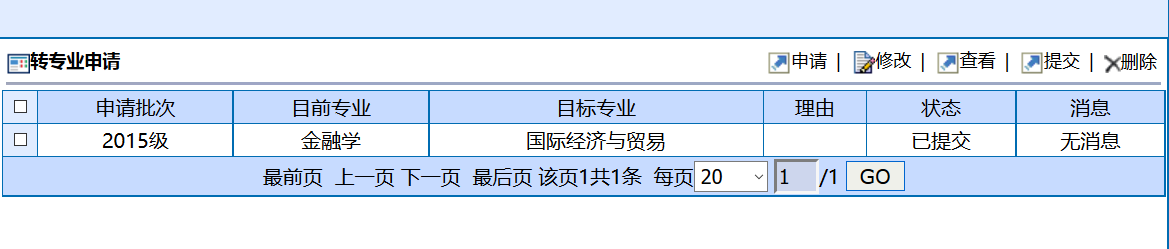 转专业申请 申请 | 修改 | 查看 | 提交 | 删除
申请批次 目前专业 目标专业 理由 状态 消息
2015级 金融学 国际经济与贸易 已提交 无消息
最前页 上一页 下一页 最后页 该页1共1条 每页 20 1 /1 GO